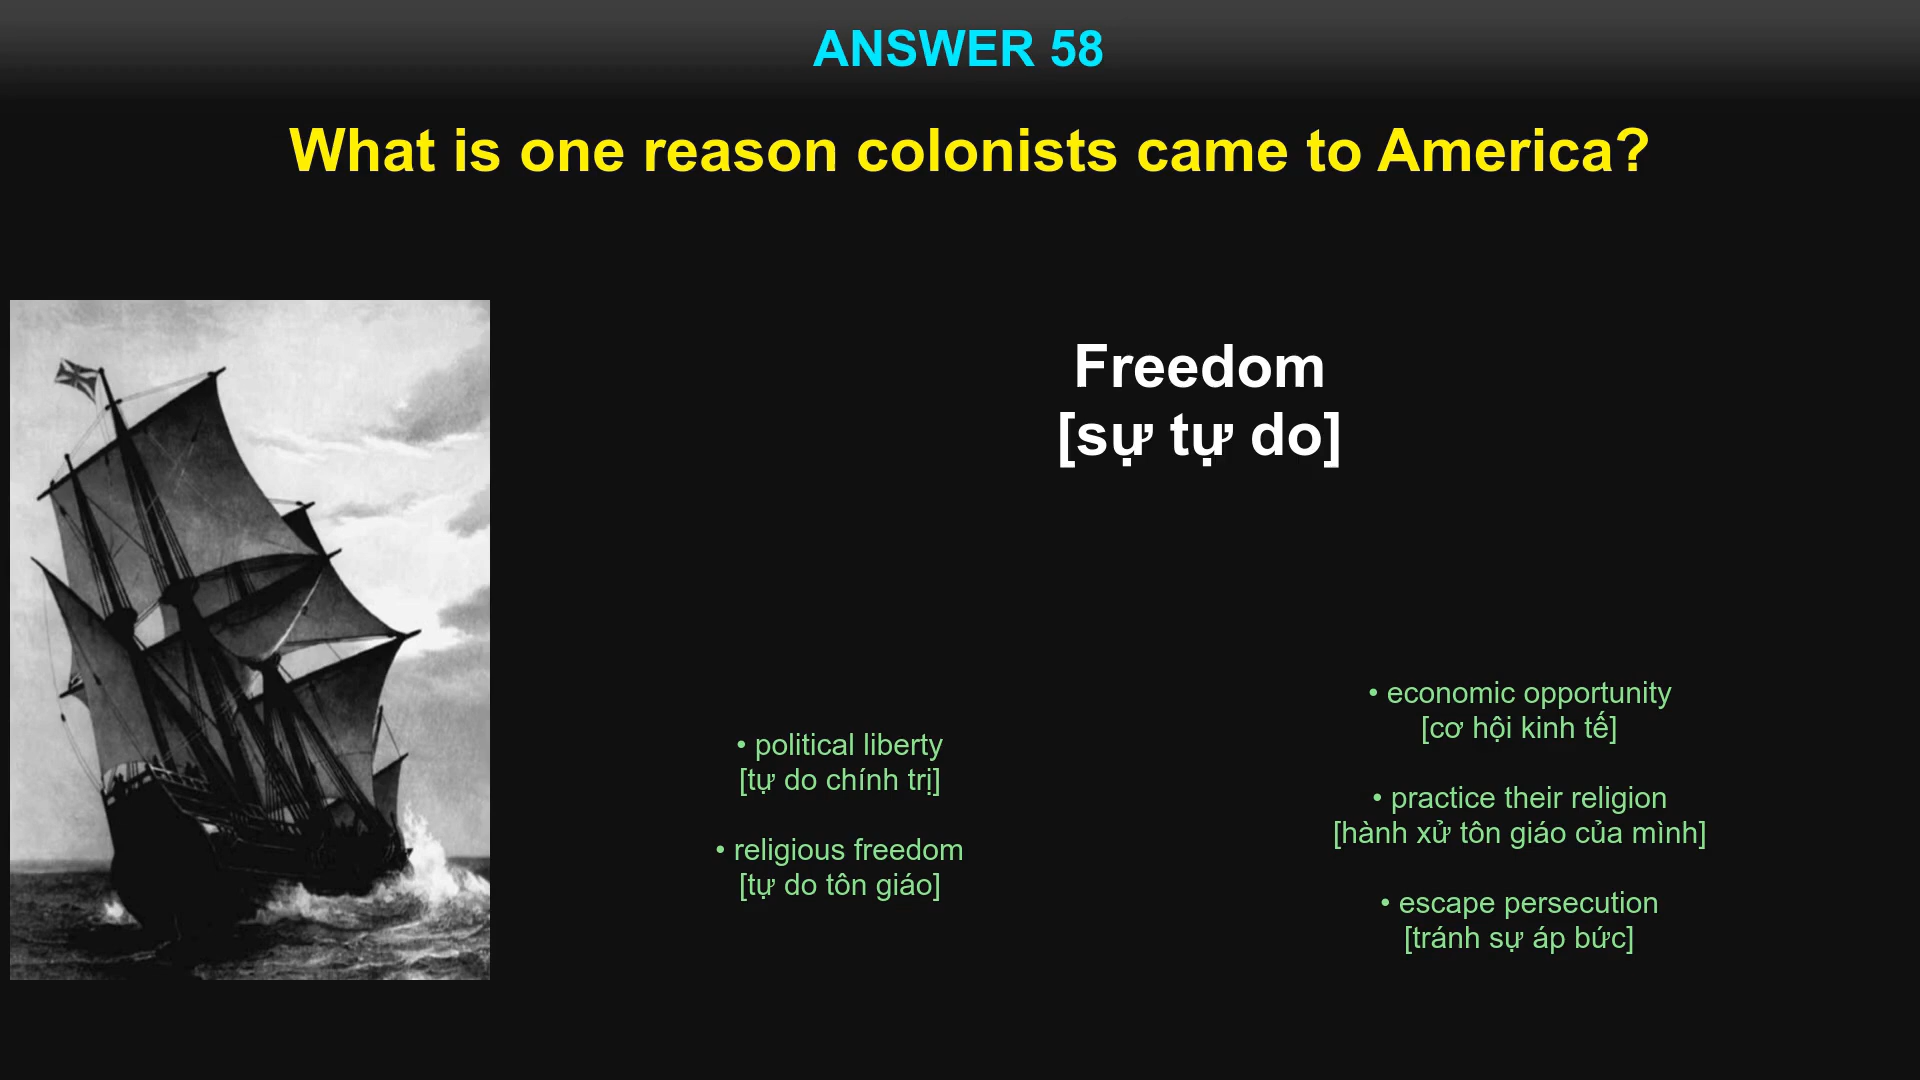 ANSWER 58
What is one reason colonists came to America?
Freedom
[sự tự do]
• political liberty
[tự do chính trị]
• religious freedom
[tự do tôn giáo]
• economic opportunity
[cơ hội kinh tế]
• practice their religion
[hành xử tôn giáo của mình]
• escape persecution
[tránh sự áp bức]